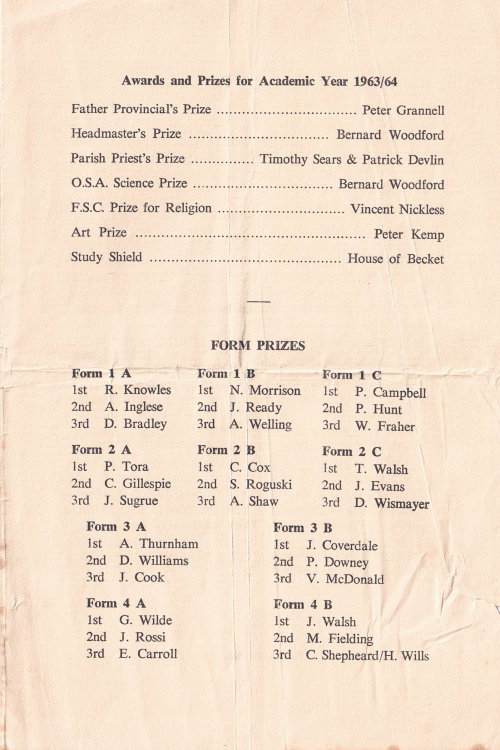 Awards and Prizes for Academic Year 1963/64
Father Provincial's Prize ................................ Peter Grannell
Headmaster's Prize ................................ Bernard Woodford
Parish Priest's Prize .............. Timothy Sears & Patrick Devlin
O.S.A. Science Prize ................................ Bernard Woodford
F.S.C. Prize for Religion ............................. Vincent Nickless
Art Prize ..................................................... Peter Kemp
Study Shield ............................................ House of Becket
FORM PRIZES
Form 1 A Form 1 B Form 1 C
1st R. Knowles 1st N. Morrison 1st P. Campbell
2nd A. Inglese 2nd J. Ready 2nd P. Hunt
3rd D. Bradley 3rd A. Welling 3rd W. Fraher
Form 2 A Form 2 B Form 2 C
1st P. Tora 1st C. Cox 1st T. Walsh
2nd C. Gillespie 2nd S. Roguski 2nd J. Evans
3rd J. Sugrue 3rd A. Shaw 3rd D. Wismayer
Form 3 A Form 3 B
1st A. Thurnham 1st J. Coverdale
2nd D. Williams 2nd P. Downey
3rd J. Cook 3rd V. McDonald
Form 4 A Form 4 B
1st G. Wilde 1st J. Walsh
2nd J. Rossi 2nd M. Fielding
3rd E. Carroll 3rd C. Shepheard/H. Wills